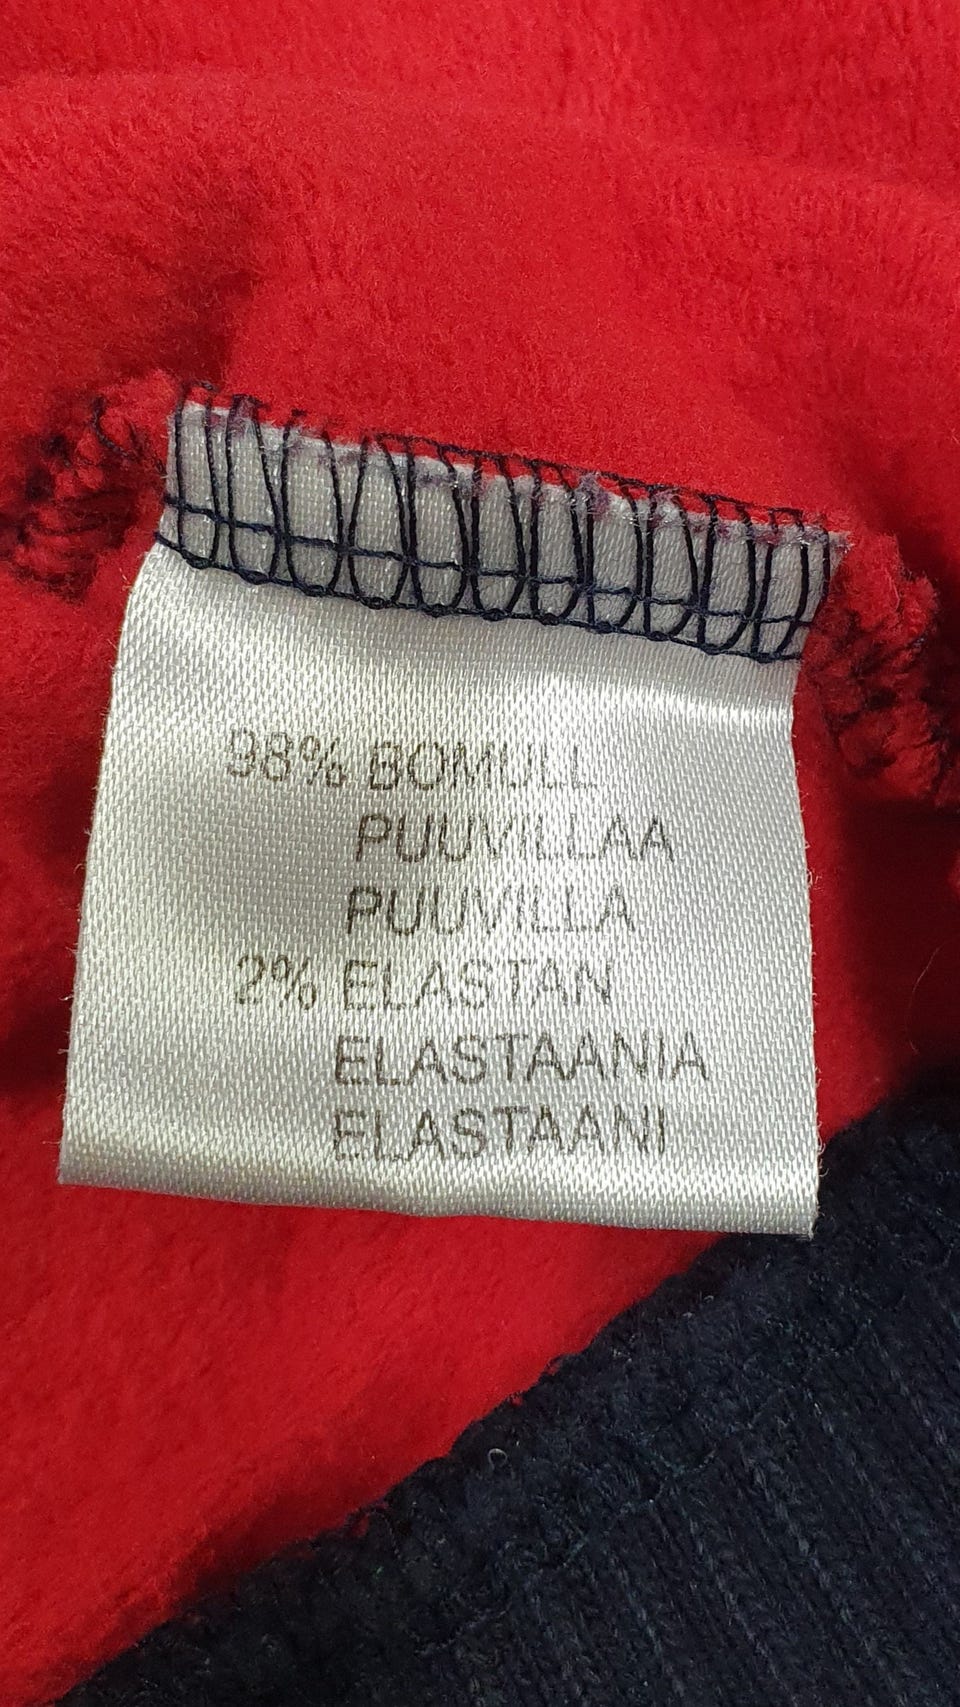 98% BOMULL
PUUVILLAA
PUUVILLA
2% ELASTAN
ELASTAANIA
ELASTAANI